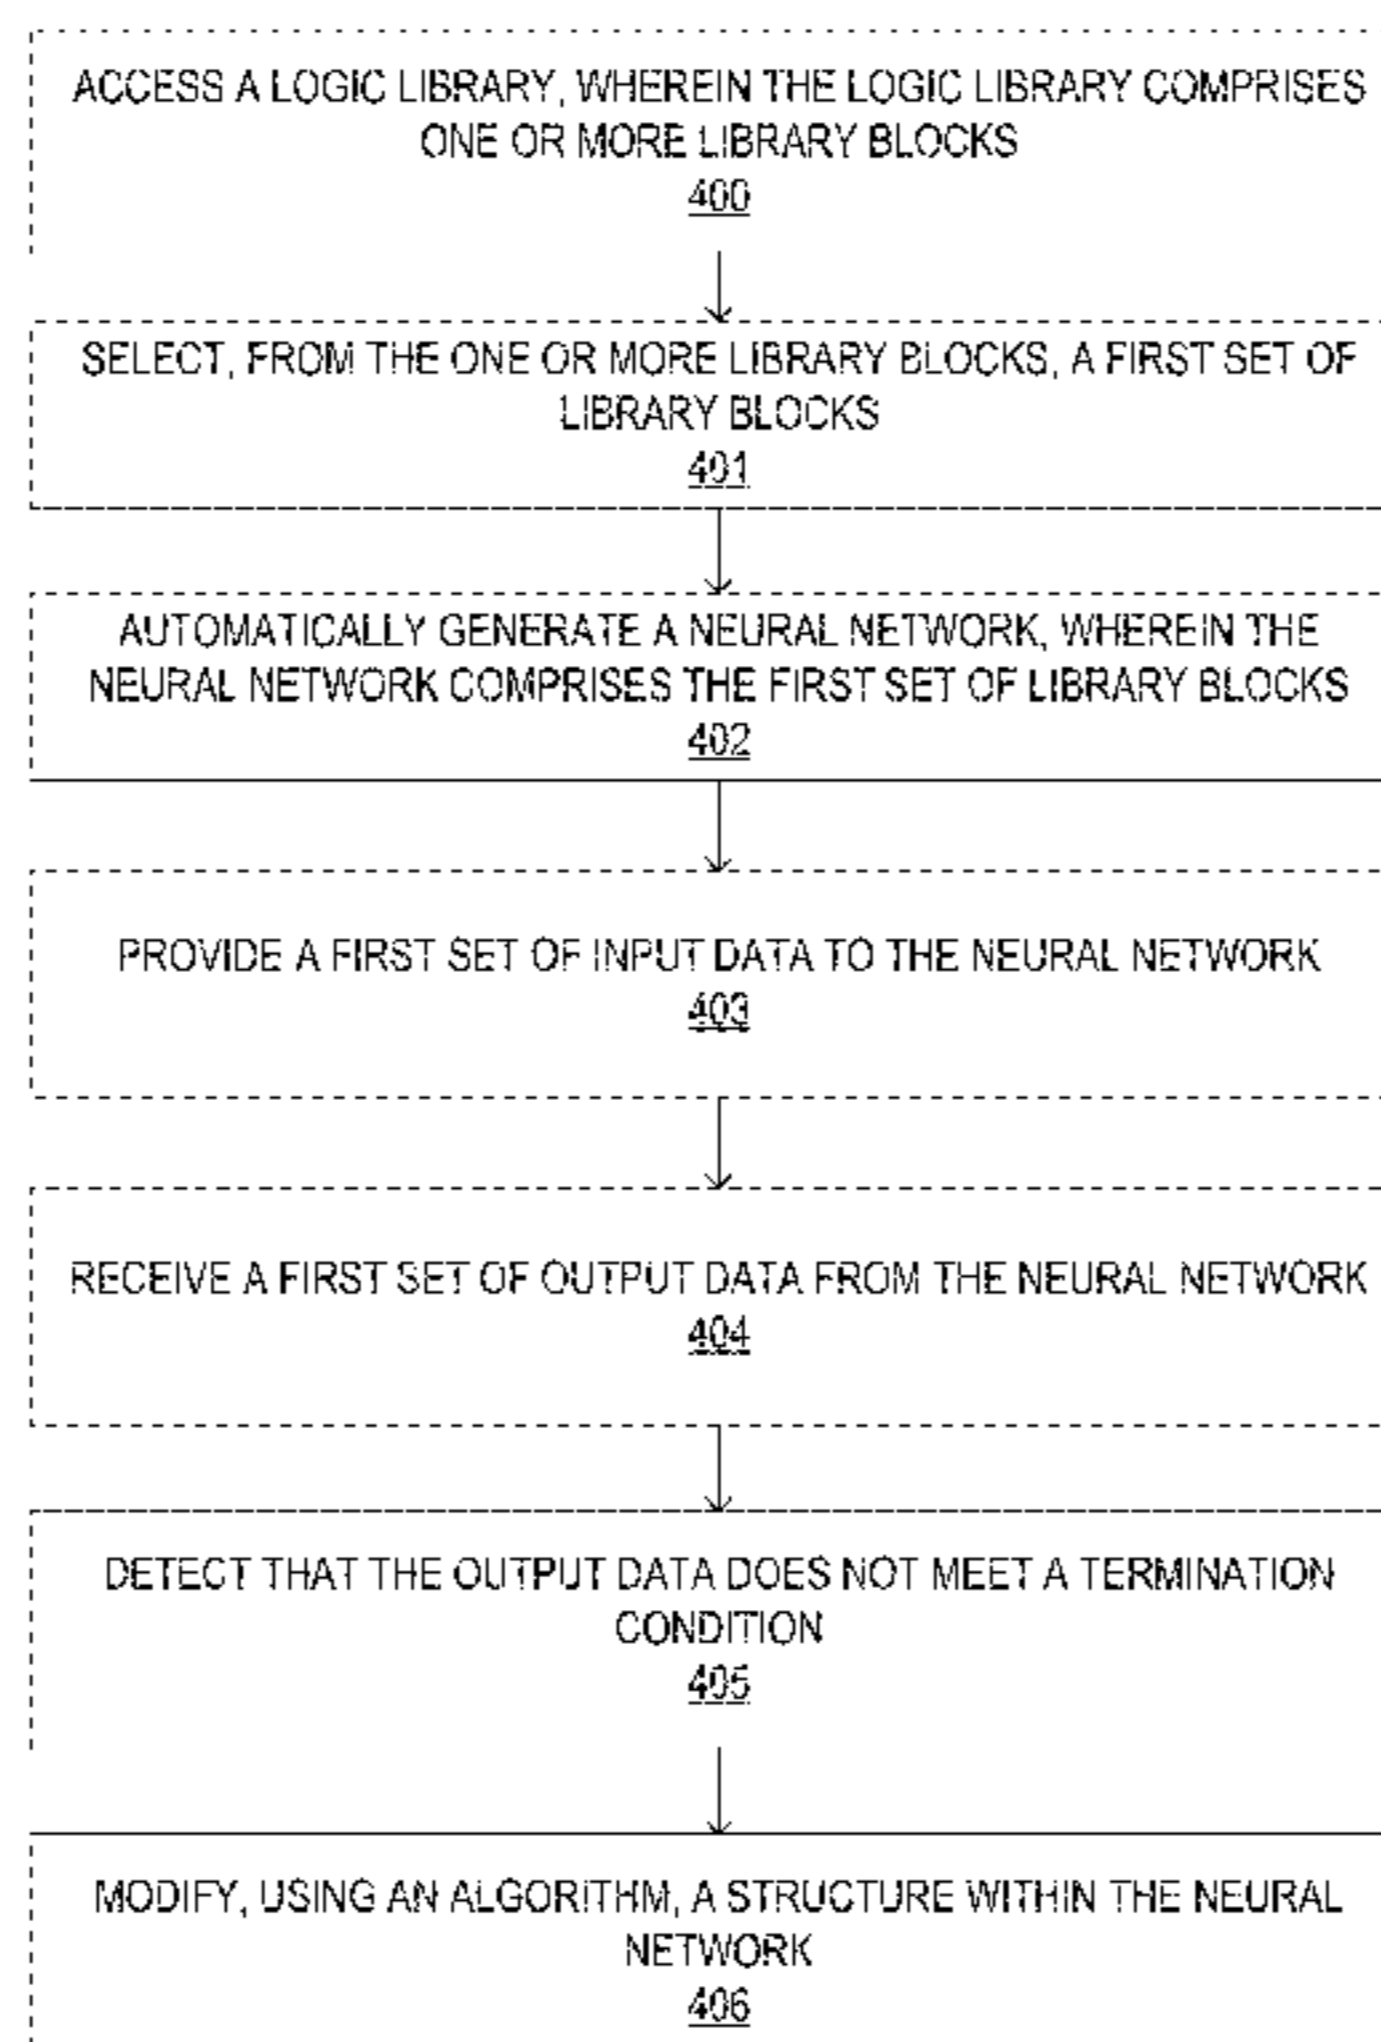 ACCESS A LOGIC LIBRARY, WHEREIN THE LOGIC LIBRARY COMPRISES
ONE OR MORE LIBRARY BLOCKS
400
SELECT, FROM THE ONE OR MORE LIBRARY BLOCKS, A FIRST SET OF
LIBRARY BLOCKS
401
AUTOMATICALLY GENERATE A NEURAL NETWORK, WHEREIN THE
NEURAL NETWORK COMPRISES THE FIRST SET OF LIBRARY BLOCKS
402
PROVIDE A FIRST SET OF INPUT DATA TO THE NEURAL NETWORK
403
RECEIVE A FIRST SET OF OUTPUT DATA FROM THE NEURAL NETWORK
404
DETECT THAT THE OUTPUT DATA DOES NOT MEET A TERMINATION
CONDITION
405
MODIFY, USING AN ALGORITHM, A STRUCTURE WITHIN THE NEURAL
NETWORK
406